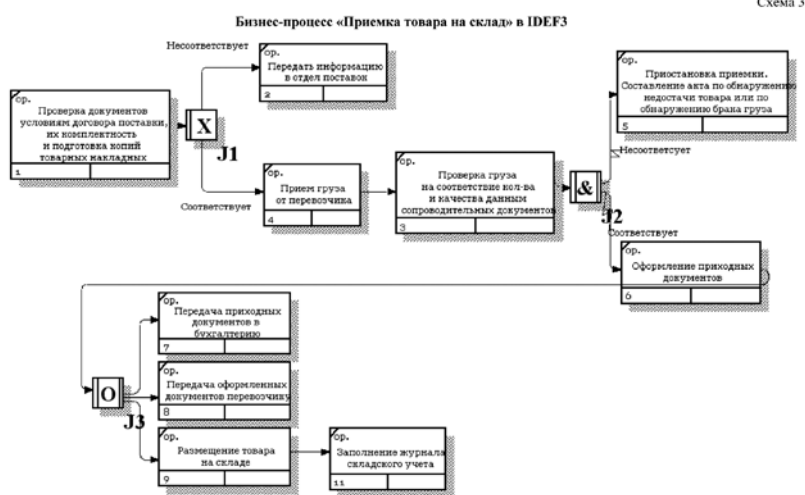 Схема 3
Бизнес-процесс «Приемка товара на склад» в IDEF3
Несоответствует
ор.
Передать информацию
в отдел поставок
2
ор.
Приостановка приемки.
Составление акта по обнаружению
недостачи товара или по
обнаружению брака груза
5
ор.
Проверка документов
условиям договора поставки,
их комплектность
и подготовка копий
товарных накладных
1
X
J1
Соответствует
ор.
Прием груза
от перевозчика
4
ор.
Проверка груза
на соответствие кол-ва
и качества данным
сопроводительных документов
3
&
J2
Несоответсует
Соответствует
ор.
Оформление приходных
документов
6
ор.
Передача приходных
документов в
бухгалтерию
7
O
J3
ор.
Передача оформленных
документов перевозчику
8
ор.
Размещение товара
на складе
9
ор.
Заполнение журнала
складского учета
11